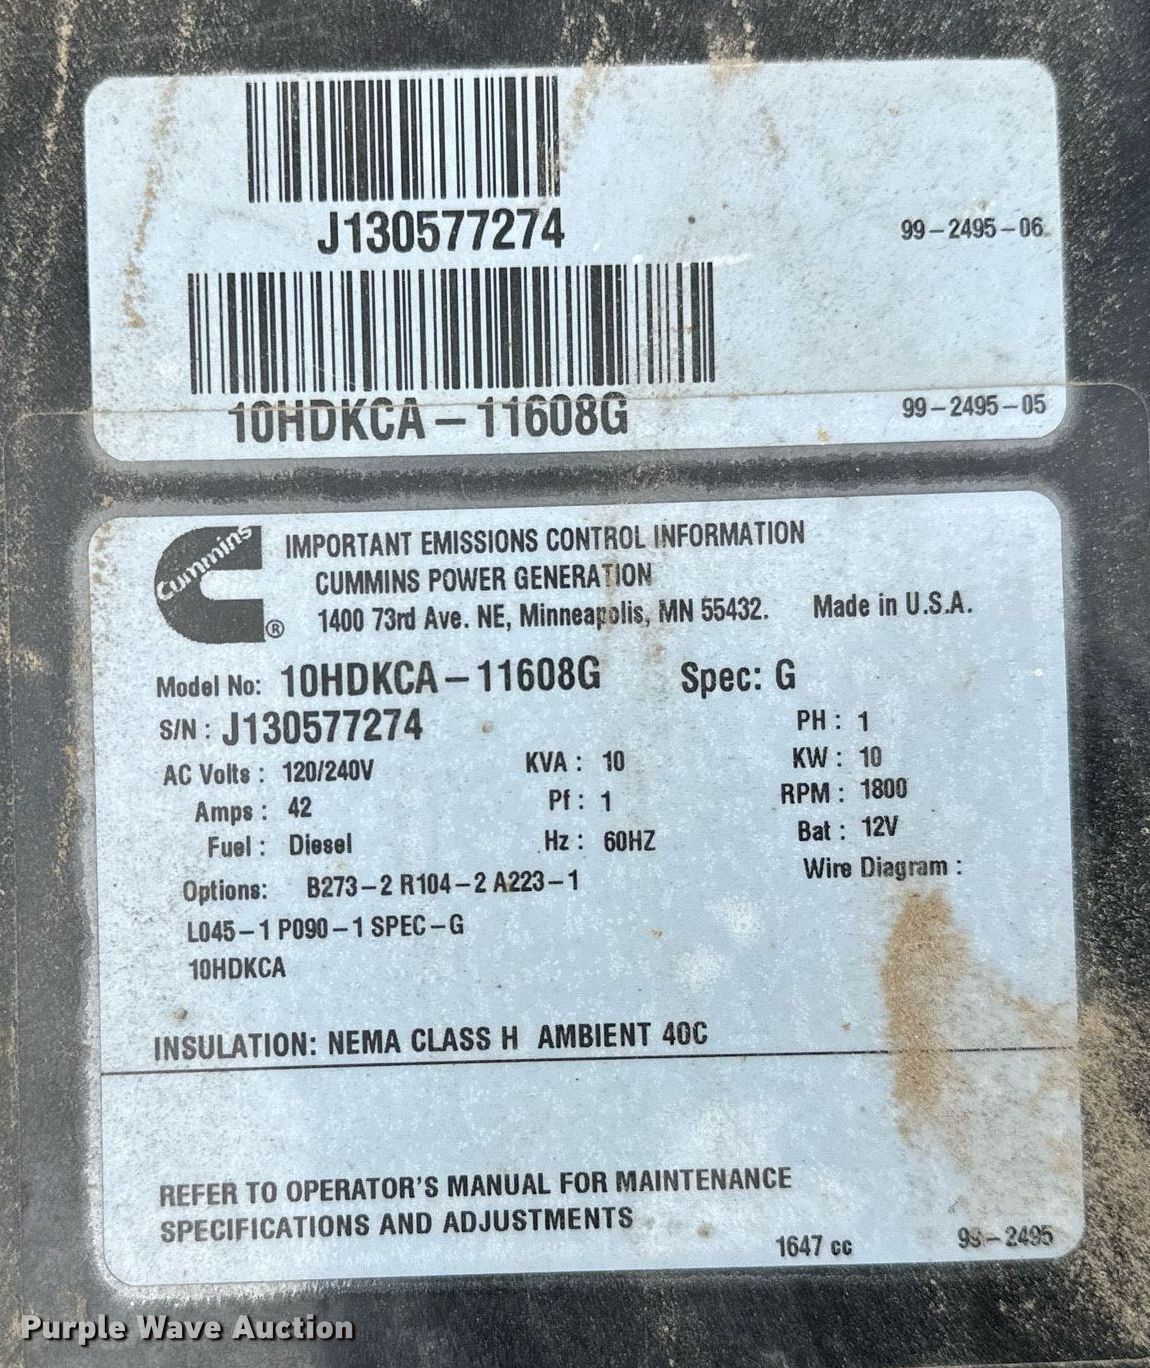 J130577274
99-2495-06
10HDKCA-11608G
99-2495-05
Cummins ®
IMPORTANT EMISSIONS CONTROL INFORMATION
CUMMINS POWER GENERATION
1400 73rd Ave. NE, Minneapolis, MN 55432. Made in U.S.A.
Model No: 10HDKCA-11608G Spec: G
S/N: J130577274 PH: 1
AC Volts: 120/240V KVA: 10 KW: 10
Amps: 42 Pf: 1 RPM: 1800
Fuel: Diesel Hz: 60HZ Bat: 12V
Options: B273-2 R104-2 A223-1 Wire Diagram:
L045-1 P090-1 SPEC-G
10HDKCA
INSULATION: NEMA CLASS H AMBIENT 40C
REFER TO OPERATOR'S MANUAL FOR MAINTENANCE
SPECIFICATIONS AND ADJUSTMENTS
1647 cc 99-2495
Purple Wave Auction